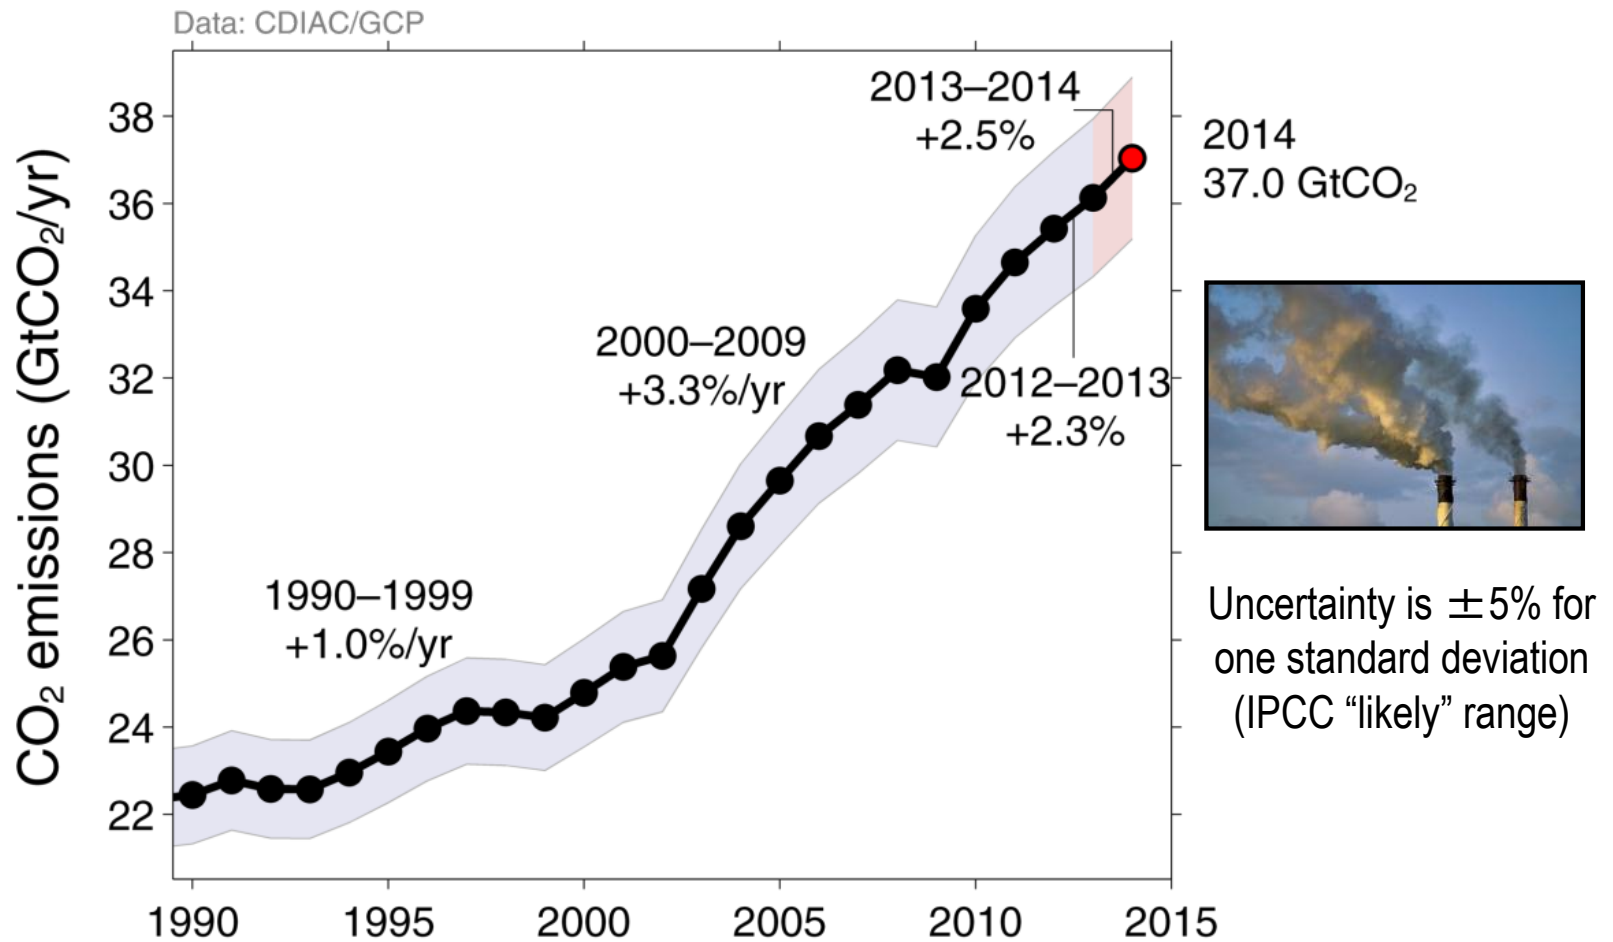 Data: CDIAC/GCP
CO₂ emissions (GtCO₂/yr)
38
36
34
32
30
28
26
24
22
2013–2014
+2.5%
2000–2009
+3.3%/yr
2012–2013
+2.3%
1990–1999
+1.0%/yr
1990 1995 2000 2005 2010 2015
2014
37.0 GtCO₂
Uncertainty is ±5% for
one standard deviation
(IPCC “likely” range)